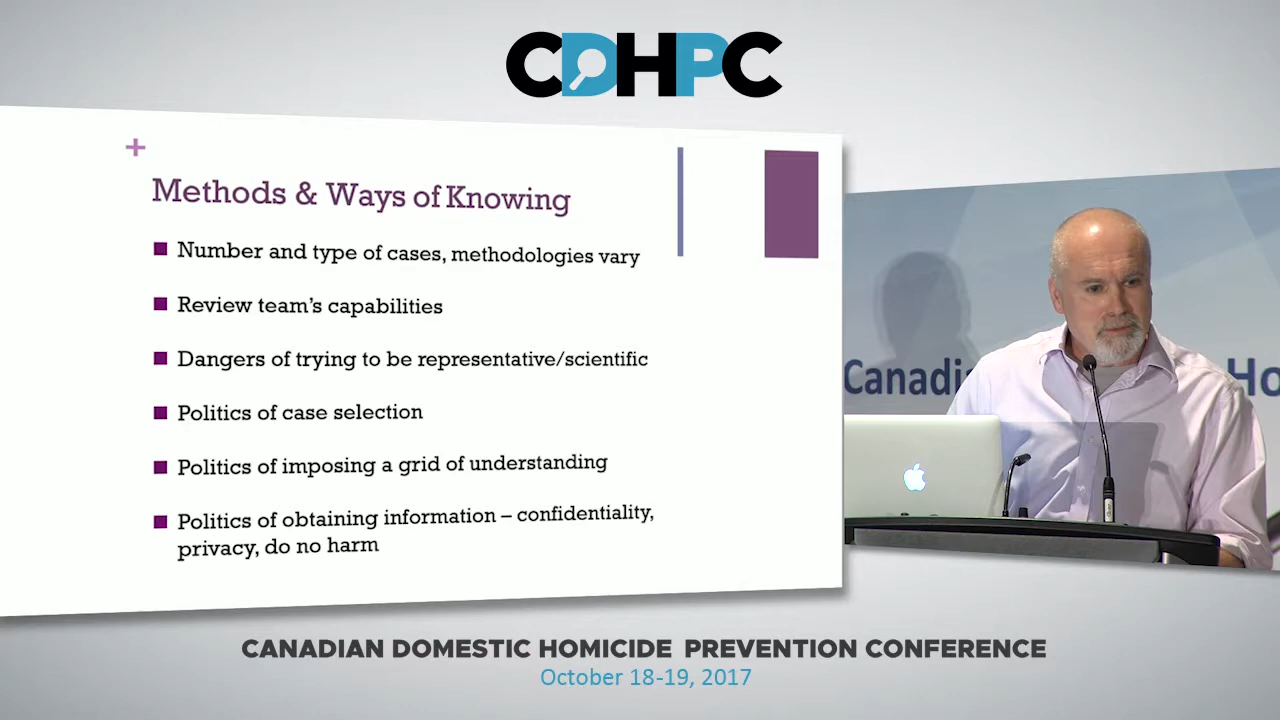 CDHPC
+
Methods & Ways of Knowing
Number and type of cases, methodologies vary
Review team's capabilities
Dangers of trying to be representative/scientific
Politics of case selection
Politics of imposing a grid of understanding
Politics of obtaining information – confidentiality,
privacy, do no harm
Canadi
Ho
CANADIAN DOMESTIC HOMICIDE PREVENTION CONFERENCE
October 18-19, 2017